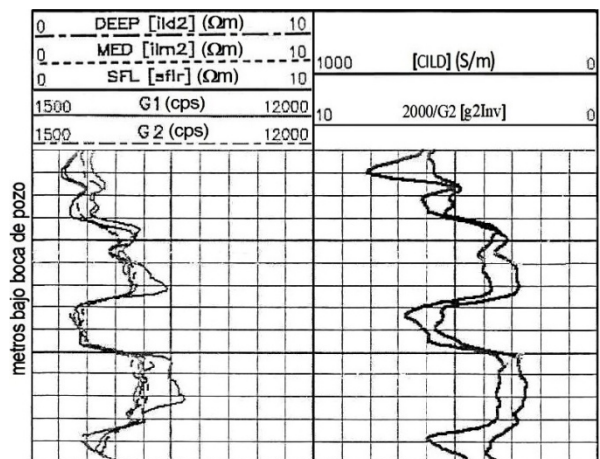 0 DEEP [ild2] (Ωm) 10
0 MED [ilm2] (Ωm) 10
0 SFL [sflr] (Ωm) 10
1500 G1 (cps) 12000
1500 G2 (cps) 12000
1000 [CILD] (S/m) 0
10 2000/G2 [g2Inv] 0
metros bajo boca de pozo